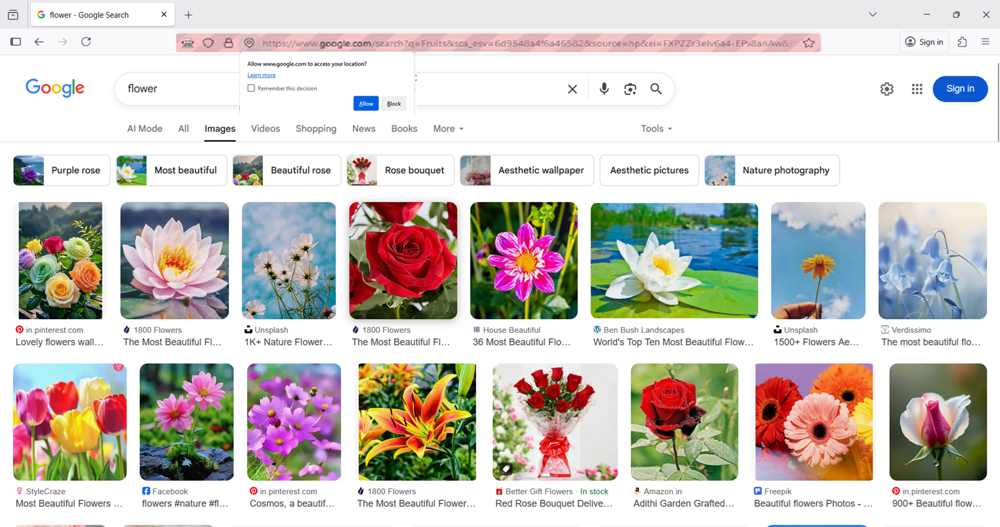 flower - Google Search
https://www.google.com/search?q=Fruits&sca_esv=6d9548a4f6a46582&source=hp&ei=
Sign in
Allow www.google.com to access your location?
Learn more
Remember this decision
Allow Block
Google
flower
Sign in
AI Mode All Images Videos Shopping News Books More Tools
Purple rose Most beautiful Beautiful rose Rose bouquet Aesthetic wallpaper Aesthetic pictures Nature photography
in.pinterest.com 1800 Flowers Unsplash 1800 Flowers HB House Beautiful Ben Bush Landscapes Unsplash Verdissimo
Lovely flowers wall... The Most Beautiful Fl... 1K+ Nature Flower... The Most Beautiful Fl... 36 Most Beautiful Flo... World's Top Ten Most Beautiful Flow... 1500+ Flowers Ae... The most beautiful flo...
StyleCraze Facebook in.pinterest.com 1800 Flowers Better Gift Flowers · In stock Amazon.in Freepik in.pinterest.com
Most Beautiful Flowers ... flowers #nature #fl... Cosmos, a beautif... The Most Beautiful Flower... Red Rose Bouquet Delive... Adithi Garden Grafted... Beautiful flowers Photos - ... 900+ Beautiful flow...